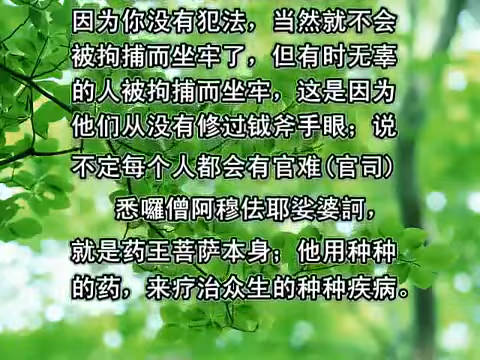 因为你没有犯法，当然就不会
被拘捕而坐牢了，但有时无辜
的人被拘捕而坐牢，这是因为
他们从没有修过钺斧手眼；说
不定每个人都会有官难(官司)
悉囉僧阿穆佉耶娑婆訶，
就是药王菩萨本身；他用种种
的药，来疗治众生的种种疾病。